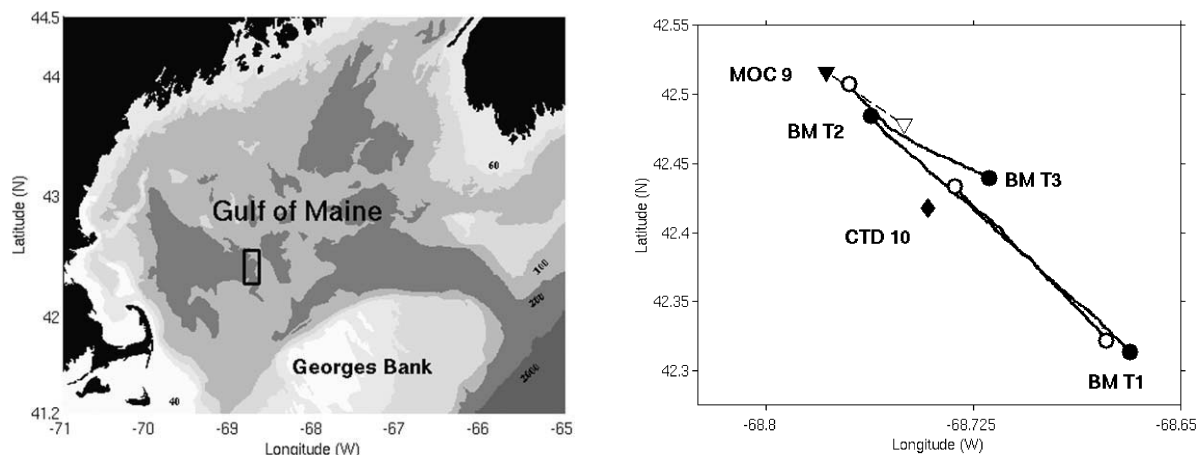 44.5
44
43
42
41.2
Latitude (N)
-71
-70
-69
-68
-67
-66
-65
Longitude (W)
Gulf of Maine
Georges Bank
60
100
200
2000
40
42.55
42.5
42.45
42.4
42.35
42.3
Latitude (N)
-68.8
-68.725
-68.65
Longitude (W)
MOC 9
BM T2
BM T3
CTD 10
BM T1